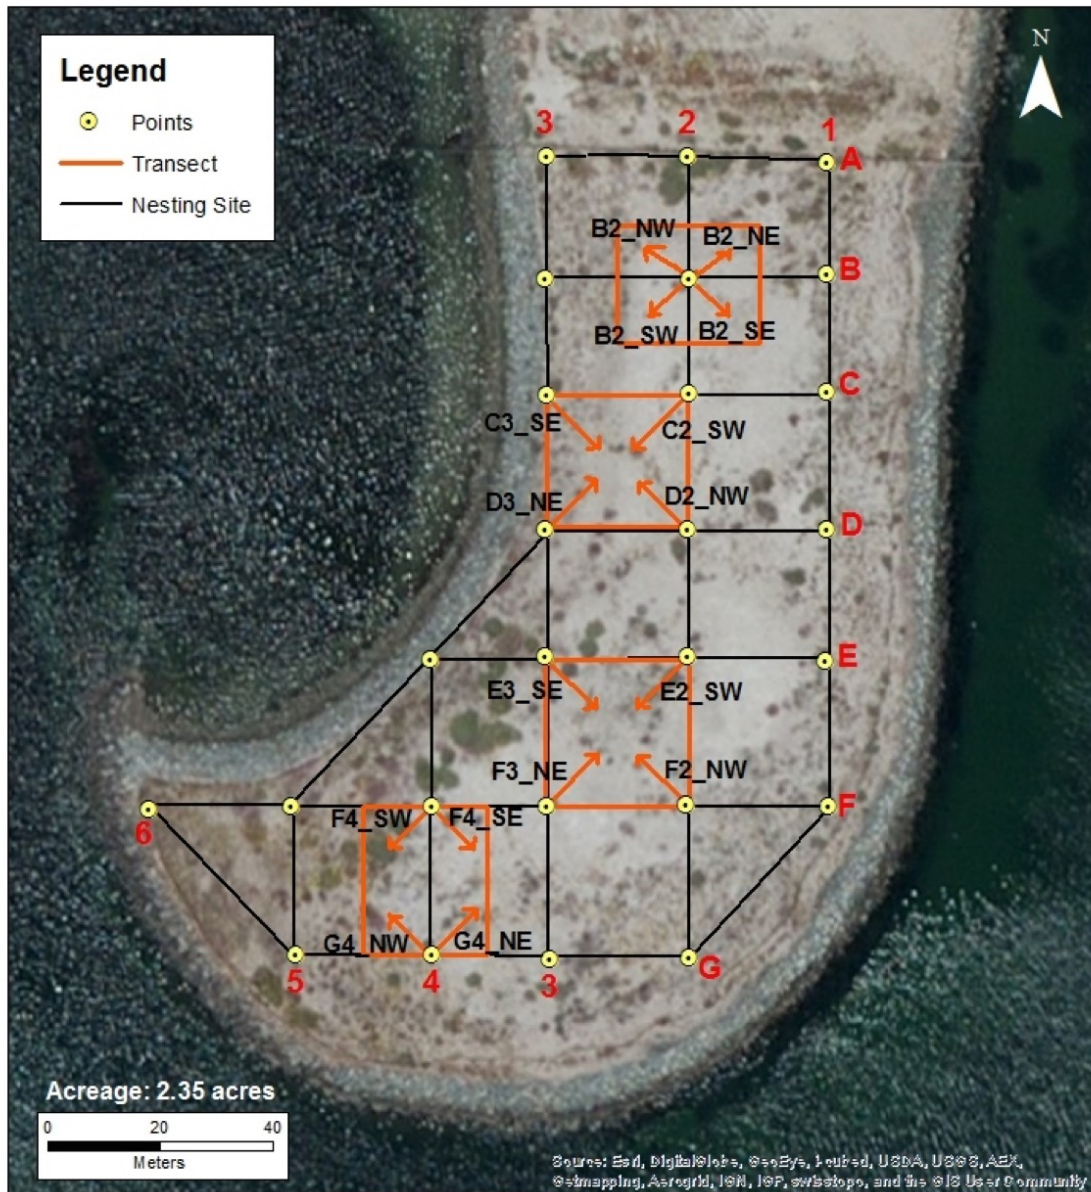 N
Legend
Points
Transect
Nesting Site
3 2 1
A
B2_NW B2_NE
B
B2_SW B2_SE
C
C3_SE C2_SW
D3_NE D2_NW
D
E
E3_SE E2_SW
F3_NE F2_NW
F4_SW F4_SE F
6
G4_NW G4_NE
5 4 3 G
Acreage: 2.35 acres
0 20 40
Meters
Source: Esri, DigitalGlobe, GeoEye, i-cubed, USDA, USGS, AEX,
Getmapping, Aerogrid, IGN, IGP, swisstopo, and the GIS User Community